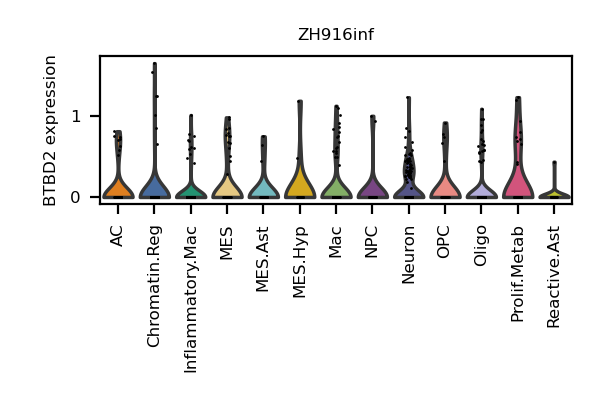 ZH916inf
BTBD2 expression
1
0
AC
Chromatin.Reg
Inflammatory.Mac
MES
MES.Ast
MES.Hyp
Mac
NPC
Neuron
OPC
Oligo
Prolif.Metab
Reactive.Ast